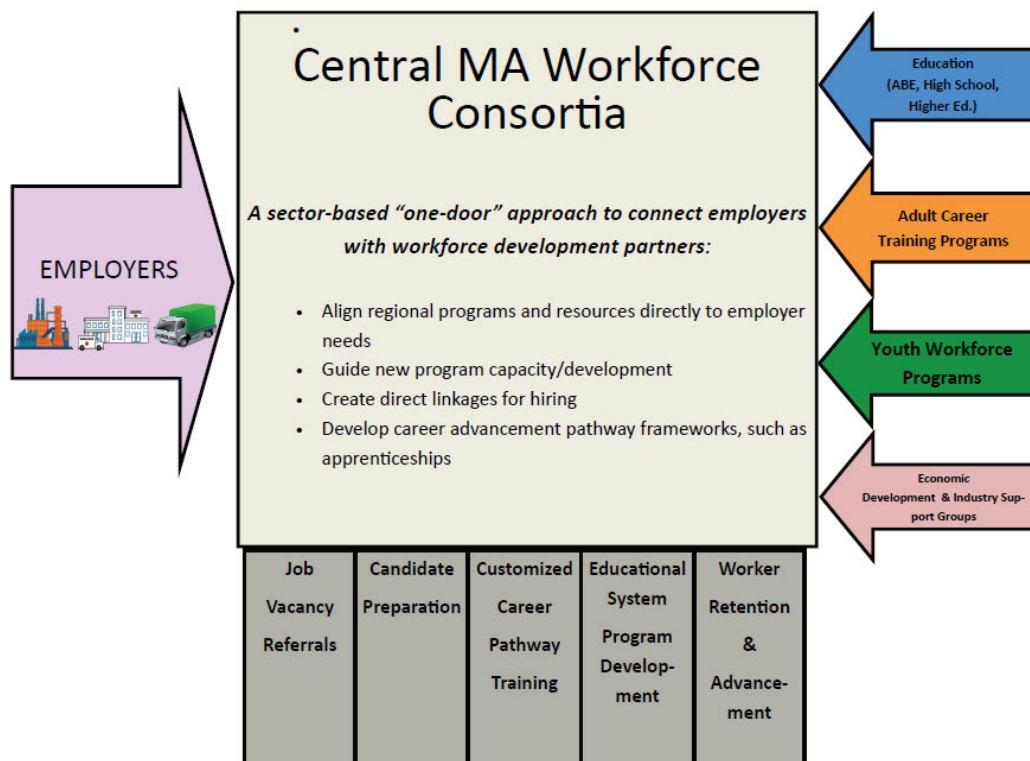 •
Central MA Workforce
Consortia
A sector-based “one-door” approach to connect employers
with workforce development partners:
• Align regional programs and resources directly to employer
needs
• Guide new program capacity/development
• Create direct linkages for hiring
• Develop career advancement pathway frameworks, such as
apprenticeships
EMPLOYERS
Education
(ABE, High School,
Higher Ed.)
Adult Career
Training Programs
Youth Workforce
Programs
Economic
Development & Industry Sup-
port Groups
Job
Vacancy
Referrals
Candidate
Preparation
Customized
Career
Pathway
Training
Educational
System
Program
Develop-
ment
Worker
Retention
&
Advance-
ment